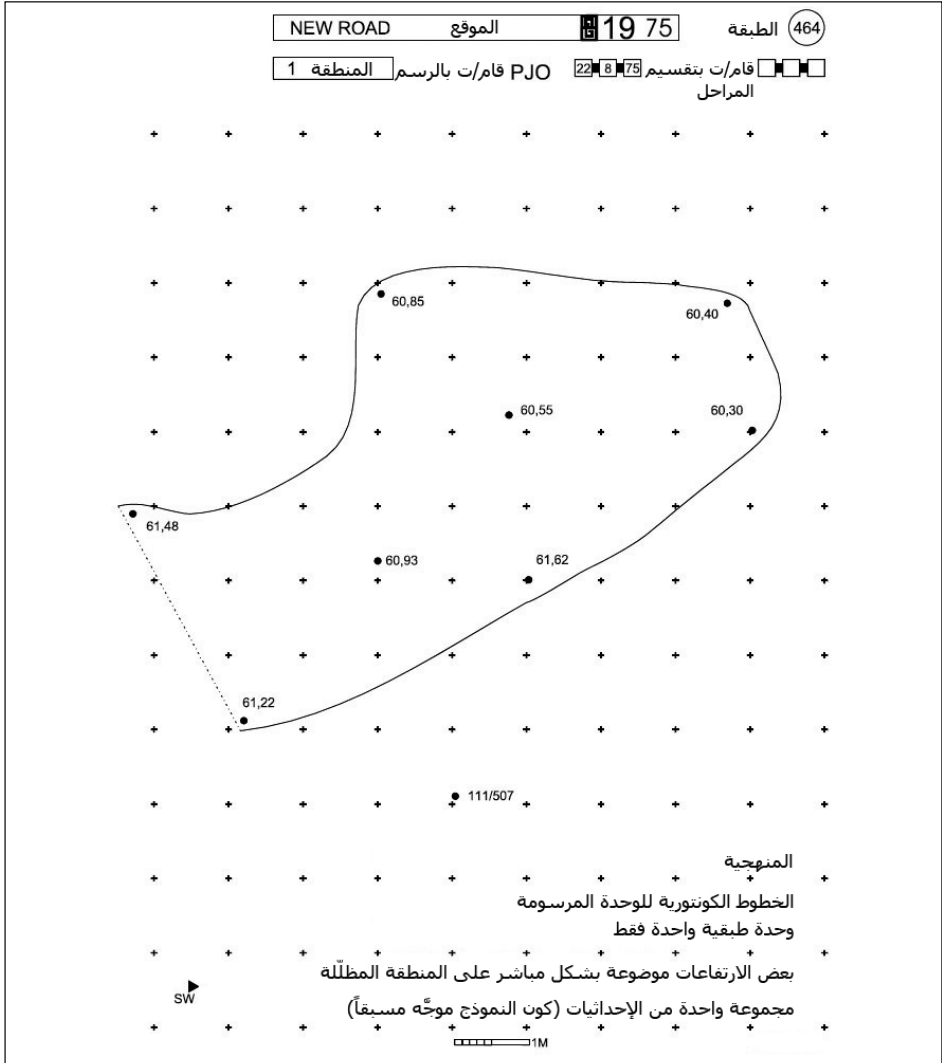 464 الطبقة 19 75 الموقع NEW ROAD
قام/ت بتقسيم المراحل 22 8 75 PJO قام/ت بالرسم المنطقة 1
60,85
60,40
60,55
60,30
61,48
60,93
61,62
61,22
111/507
المنهجية
الخطوط الكونتورية للوحدة المرسومة
وحدة طبقية واحدة فقط
بعض الارتفاعات موضوعة بشكل مباشر على المنطقة المظلّلة
مجموعة واحدة من الإحداثيات (كون النموذج موجَّه مسبقاً)
SW
1M